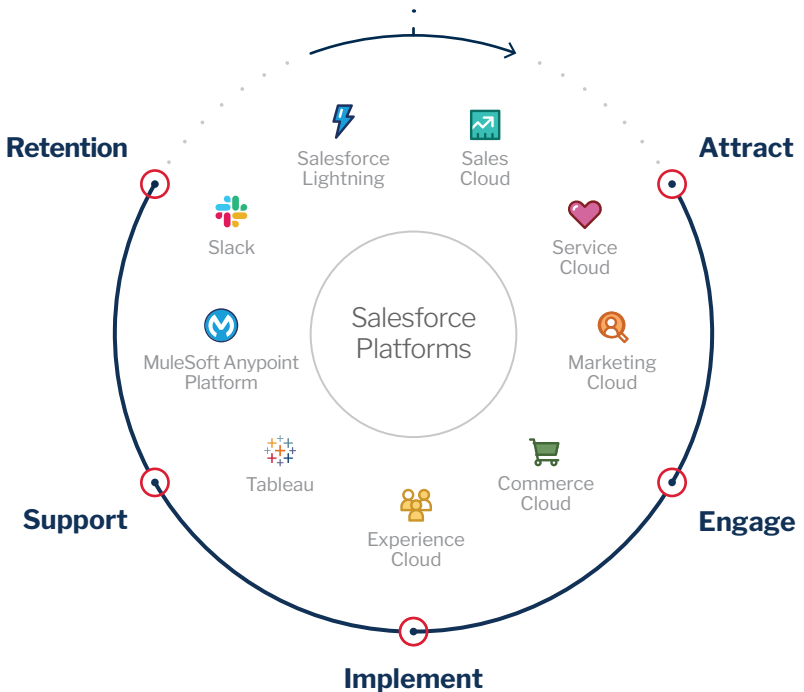 Retention
Attract
Salesforce
Lightning
Sales
Cloud
Slack
Service
Cloud
Salesforce
Platforms
MuleSoft Anypoint
Platform
Marketing
Cloud
Tableau
Commerce
Cloud
Support
Engage
Experience
Cloud
Implement